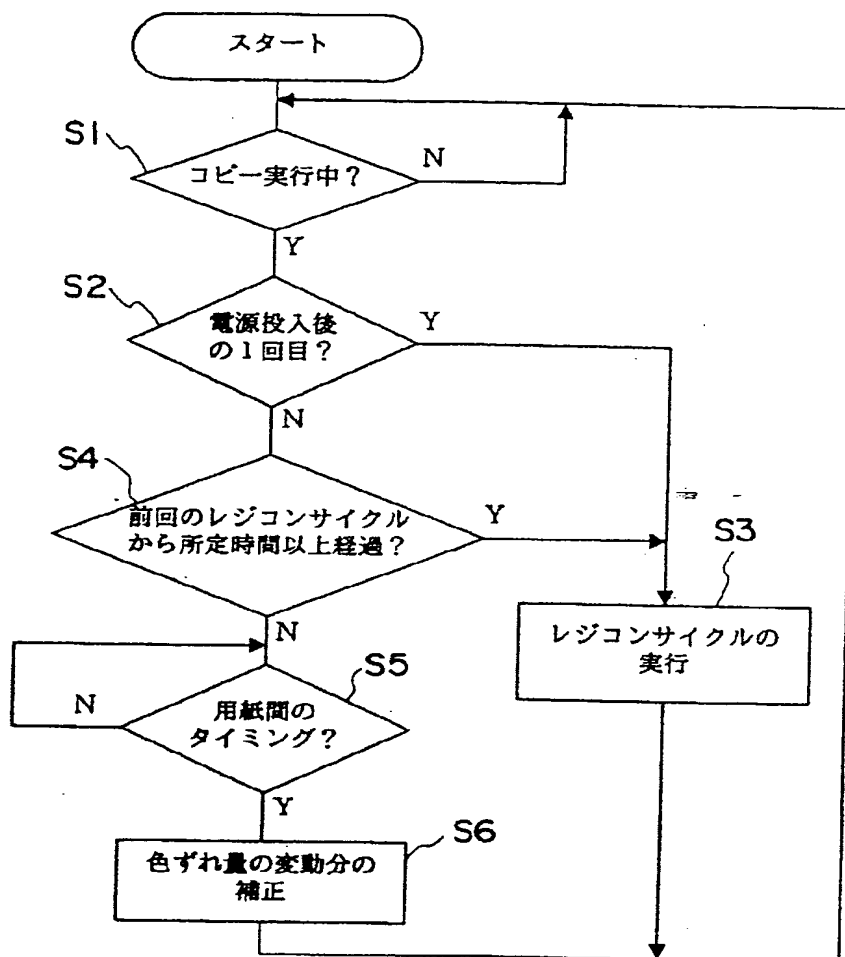 スタート
S1
コピー実行中？
N
Y
S2
電源投入後
の１回目？
Y
N
S4
前回のレジコンサイクル
から所定時間以上経過？
Y
N
S3
レジコンサイクルの
実行
S5
用紙間の
タイミング？
N
Y
S6
色ずれ量の変動分の
補正